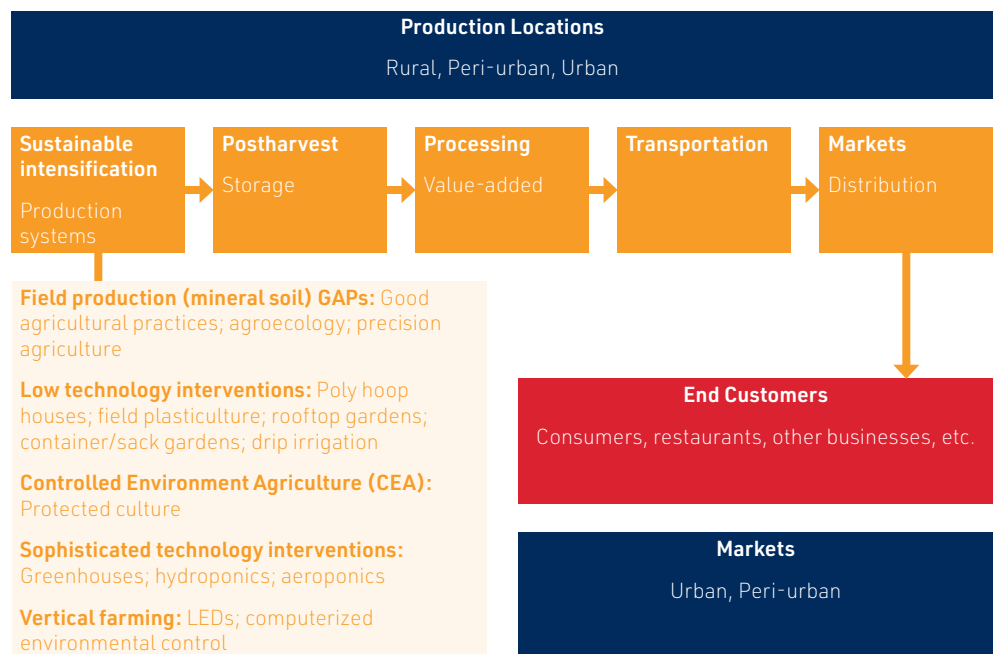 Production Locations
Rural, Peri-urban, Urban
Sustainable
intensification
Production
systems
Postharvest
Storage
Processing
Value-added
Transportation
Markets
Distribution
Field production (mineral soil) GAPs: Good
agricultural practices; agroecology; precision
agriculture
Low technology interventions: Poly hoop
houses; field plasticulture; rooftop gardens;
container/sack gardens; drip irrigation
Controlled Environment Agriculture (CEA):
Protected culture
Sophisticated technology interventions:
Greenhouses; hydroponics; aeroponics
Vertical farming: LEDs; computerized
environmental control
End Customers
Consumers, restaurants, other businesses, etc.
Markets
Urban, Peri-urban